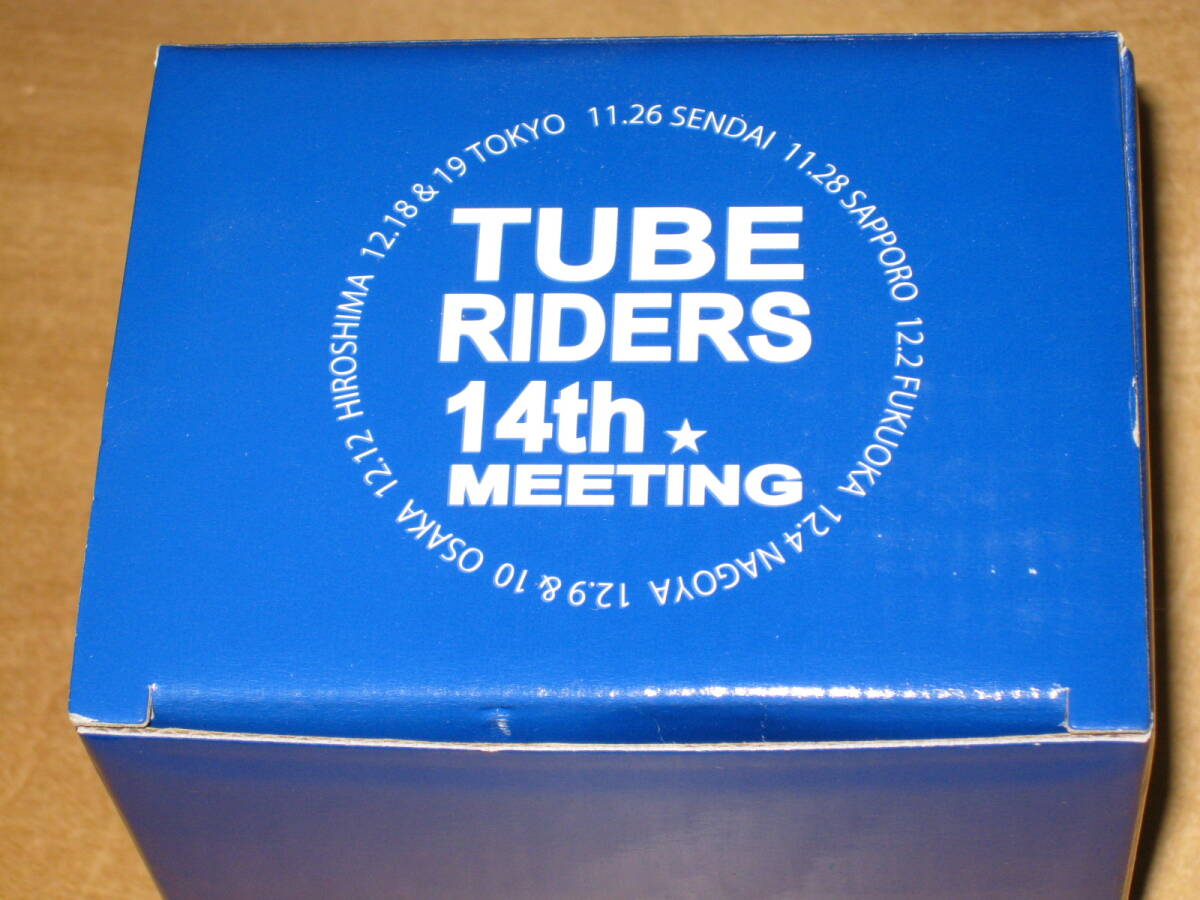 11.26 SENDAI 11.28 SAPPORO 12.2 FUKUOKA 12.4 NAGOYA 12.9 & 10 OSAKA 12.12 HIROSHIMA 12.18 & 19 TOKYO
TUBE
RIDERS
14th ★
MEETING